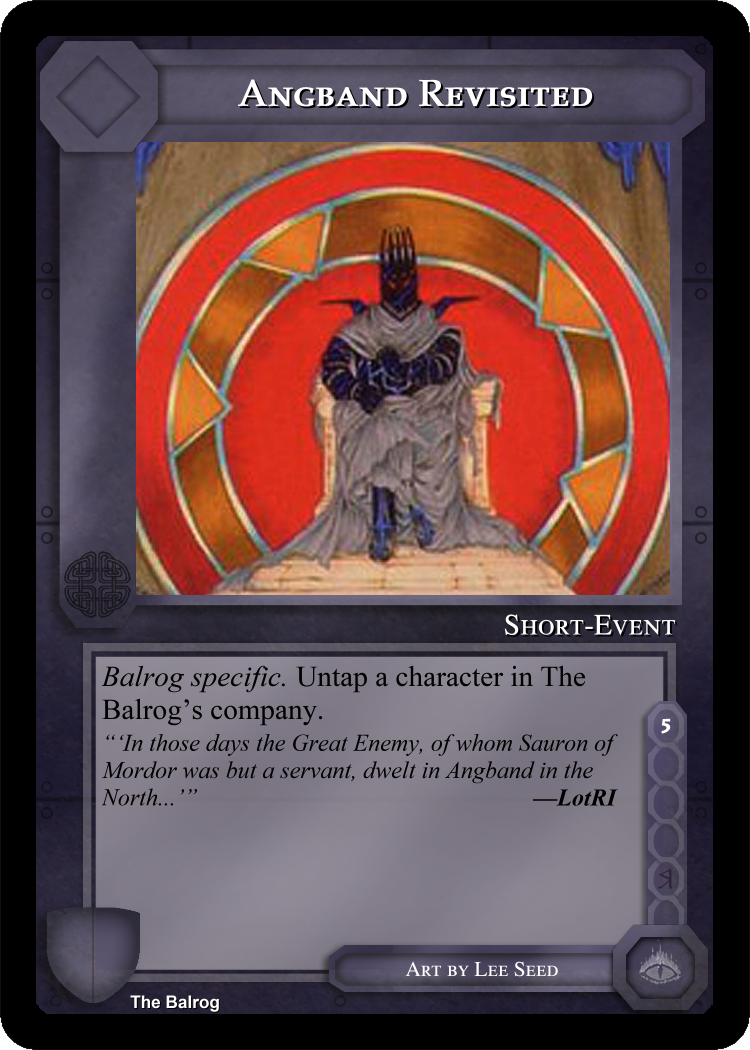 Angband Revisited
Short-Event
Balrog specific. Untap a character in The
Balrog's company.
"'In those days the Great Enemy, of whom Sauron of
Mordor was but a servant, dwelt in Angband in the
North...'" —LotRI
5
R
Art by Lee Seed
The Balrog